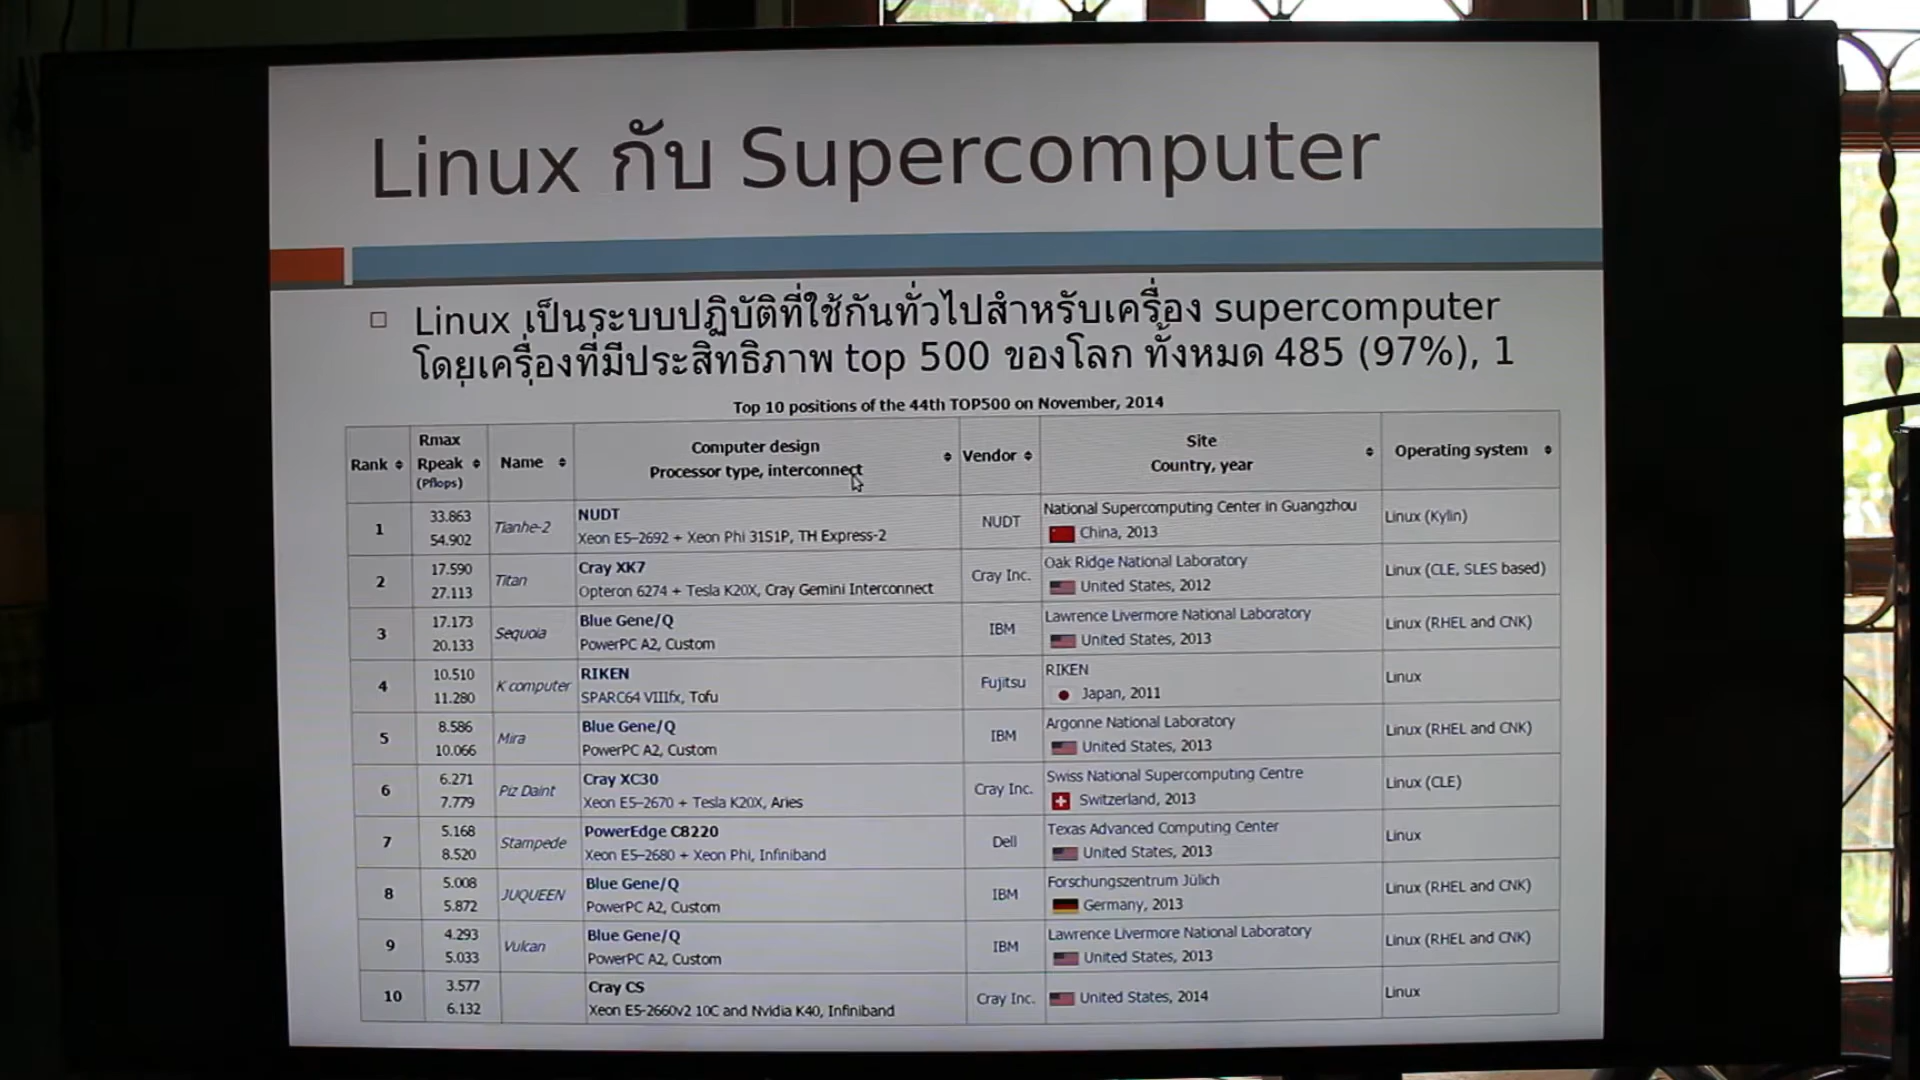 Linux กับ Supercomputer
Linux เป็นระบบปฏิบัติที่ใช้กันทั่วไปสำหรับเครื่อง supercomputer
โดยเครื่องที่มีประสิทธิภาพ top 500 ของโลก ทั้งหมด 485 (97%), 1
Top 10 positions of the 44th TOP500 on November, 2014
Rank Rmax Rpeak (Pflops) Name Computer design Processor type, interconnect Vendor Site Country, year Operating system
1 33.863 54.902 Tianhe-2 NUDT Xeon E5–2692 + Xeon Phi 31S1P, TH Express-2 NUDT National Supercomputing Center in Guangzhou China, 2013 Linux (Kylin)
2 17.590 27.113 Titan Cray XK7 Opteron 6274 + Tesla K20X, Cray Gemini Interconnect Cray Inc. Oak Ridge National Laboratory United States, 2012 Linux (CLE, SLES based)
3 17.173 20.133 Sequoia Blue Gene/Q PowerPC A2, Custom IBM Lawrence Livermore National Laboratory United States, 2013 Linux (RHEL and CNK)
4 10.510 11.280 K computer RIKEN SPARC64 VIIIfx, Tofu Fujitsu RIKEN Japan, 2011 Linux
5 8.586 10.066 Mira Blue Gene/Q PowerPC A2, Custom IBM Argonne National Laboratory United States, 2013 Linux (RHEL and CNK)
6 6.271 7.779 Piz Daint Cray XC30 Xeon E5–2670 + Tesla K20X, Aries Cray Inc. Swiss National Supercomputing Centre Switzerland, 2013 Linux (CLE)
7 5.168 8.520 Stampede PowerEdge C8220 Xeon E5–2680 + Xeon Phi, Infiniband Dell Texas Advanced Computing Center United States, 2013 Linux
8 5.008 5.872 JUQUEEN Blue Gene/Q PowerPC A2, Custom IBM Forschungszentrum Jülich Germany, 2013 Linux (RHEL and CNK)
9 4.293 5.033 Vulcan Blue Gene/Q PowerPC A2, Custom IBM Lawrence Livermore National Laboratory United States, 2013 Linux (RHEL and CNK)
10 3.577 6.132 Cray CS Xeon E5–2660v2 10C and Nvidia K40, Infiniband Cray Inc. United States, 2014 Linux